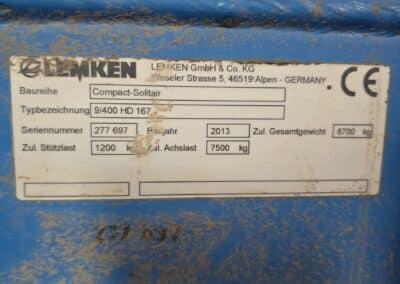 LEMKEN
LEMKEN GmbH & Co. KG
Weseler Strasse 5, 46519 Alpen - GERMANY
CE
Baureihe Compact-Solitair
Typbezeichnung 9/400 HD 167
Seriennummer 277 697 Baujahr 2013 Zul. Gesamtgewicht 8700 kg
Zul. Stützlast 1200 kg Zul. Achslast 7500 kg